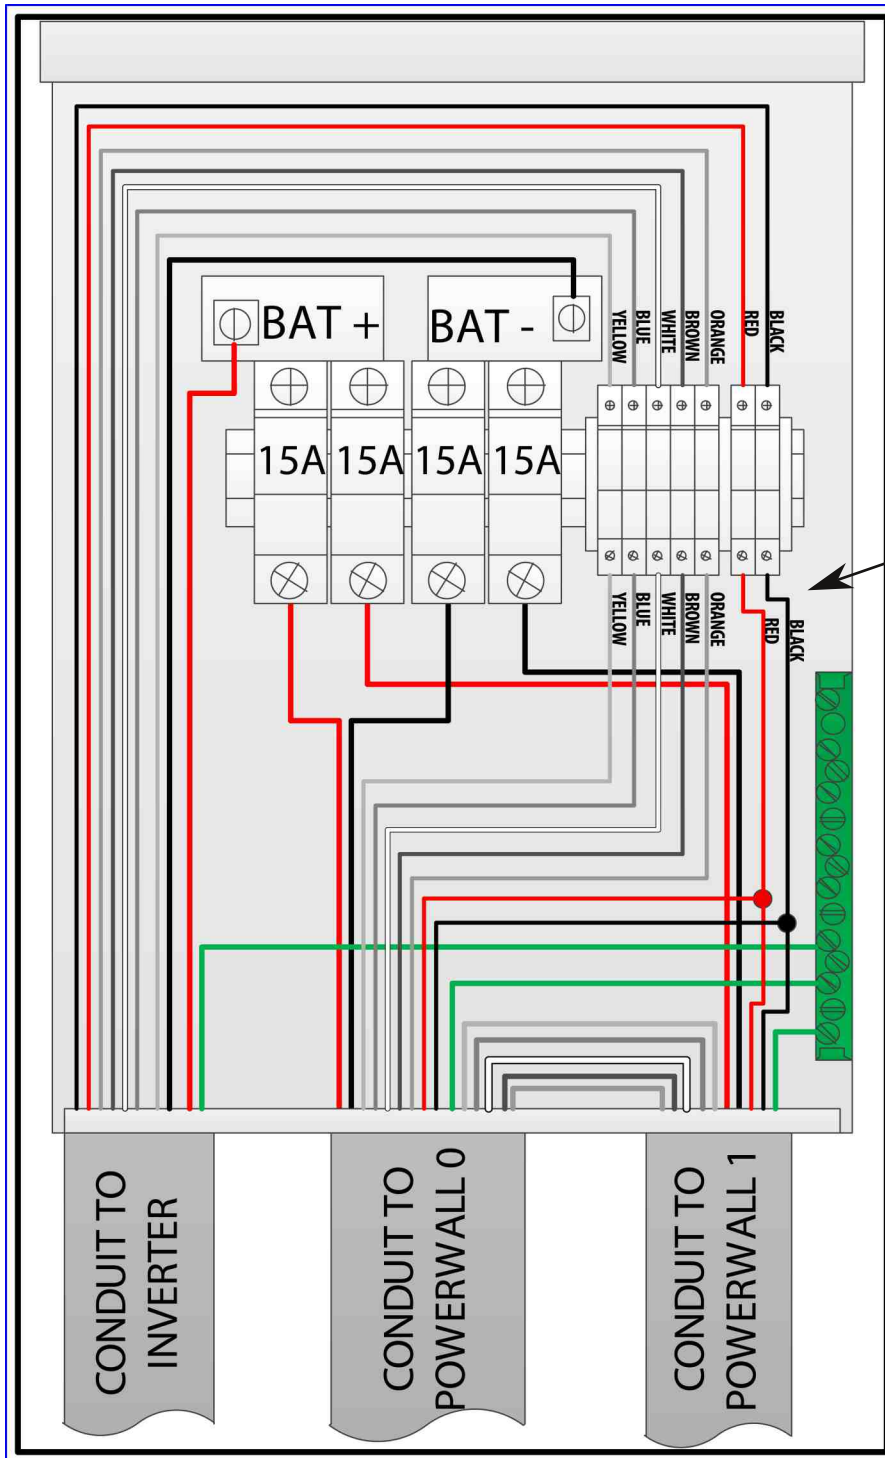 YELLOW
BLUE
WHITE
BROWN
ORANGE
RED
BLACK
BAT +
BAT -
15A
15A
15A
15A
YELLOW
BLUE
WHITE
BROWN
ORANGE
RED
BLACK
CONDUIT TO
INVERTER
CONDUIT TO
POWERWALL 0
CONDUIT TO
POWERWALL 1